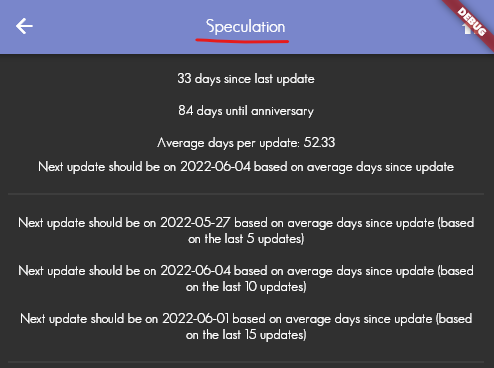 Speculation
DEBUG
33 days since last update
84 days until anniversary
Average days per update: 52.33
Next update should be on 2022-06-04 based on average days since update
Next update should be on 2022-05-27 based on average days since update (based
on the last 5 updates)
Next update should be on 2022-06-04 based on average days since update (based
on the last 10 updates)
Next update should be on 2022-06-01 based on average days since update (based
on the last 15 updates)